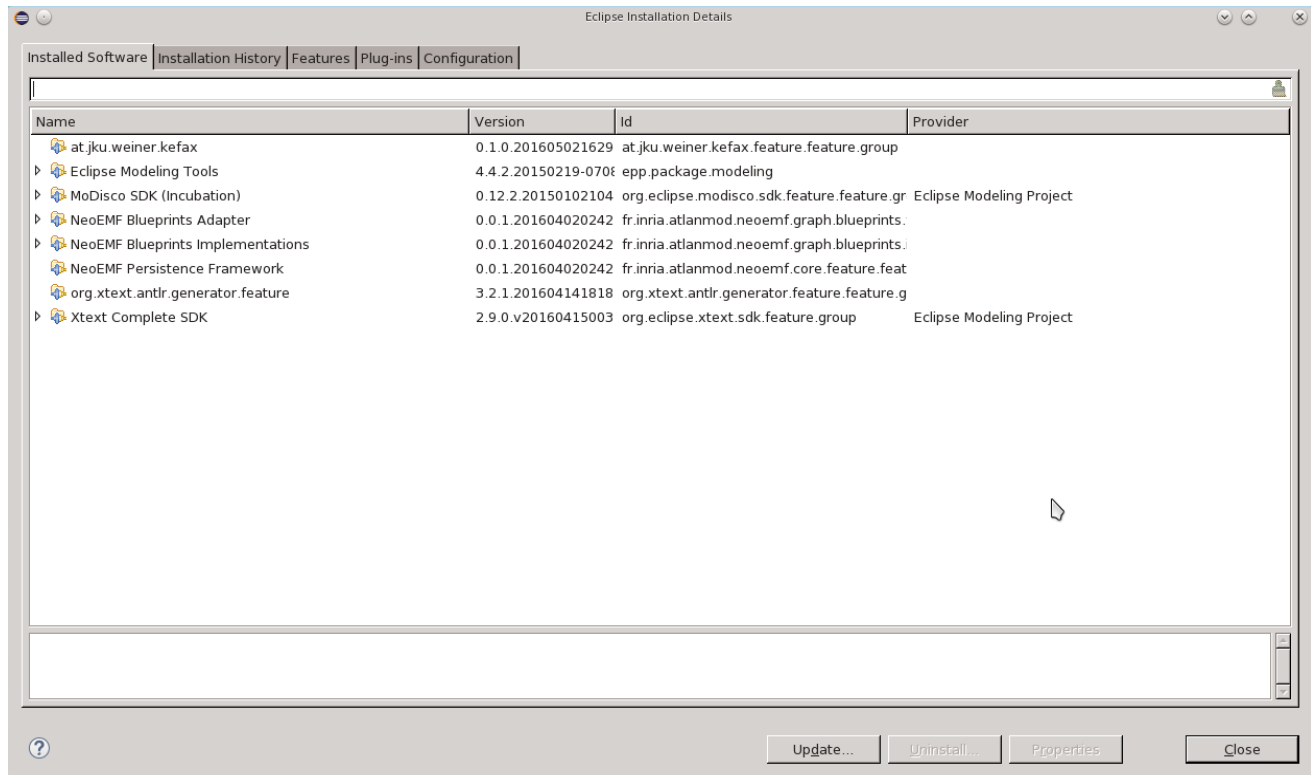 Eclipse Installation Details
Installed Software Installation History Features Plug-ins Configuration
Name Version Id Provider
at.jku.weiner.kefax 0.1.0.201605021629 at.jku.weiner.kefax.feature.feature.group
Eclipse Modeling Tools 4.4.2.20150219-0708 epp.package.modeling
MoDisco SDK (Incubation) 0.12.2.20150102104 org.eclipse.modisco.sdk.feature.feature.gr Eclipse Modeling Project
NeoEMF Blueprints Adapter 0.0.1.201604020242 fr.inria.atlanmod.neoemf.graph.blueprints.
NeoEMF Blueprints Implementations 0.0.1.201604020242 fr.inria.atlanmod.neoemf.graph.blueprints.i
NeoEMF Persistence Framework 0.0.1.201604020242 fr.inria.atlanmod.neoemf.core.feature.feat
org.xtext.antlr.generator.feature 3.2.1.201604141818 org.xtext.antlr.generator.feature.feature.g
Xtext Complete SDK 2.9.0.v20160415003 org.eclipse.xtext.sdk.feature.group Eclipse Modeling Project
? Update... Uninstall... Properties Close